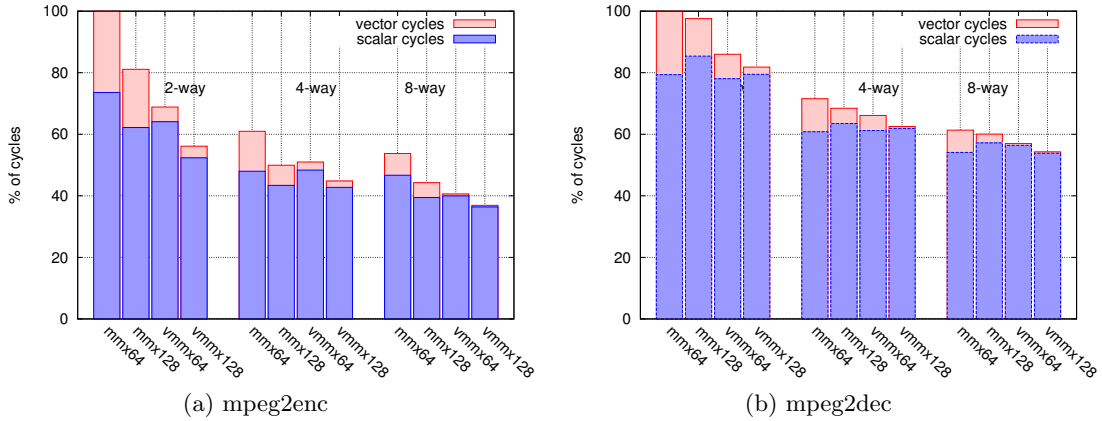 100
80
60
40
20
0
% of cycles
vector cycles
scalar cycles
2-way
4-way
8-way
mmx64
mmx128
vmmx64
vmmx128
mmx64
mmx128
vmmx64
vmmx128
mmx64
mmx128
vmmx64
vmmx128
(a) mpeg2enc
100
80
60
40
20
0
% of cycles
vector cycles
scalar cycles
4-way
8-way
mmx64
mmx128
vmmx64
vmmx128
mmx64
mmx128
vmmx64
vmmx128
mmx64
mmx128
vmmx64
vmmx128
(b) mpeg2dec